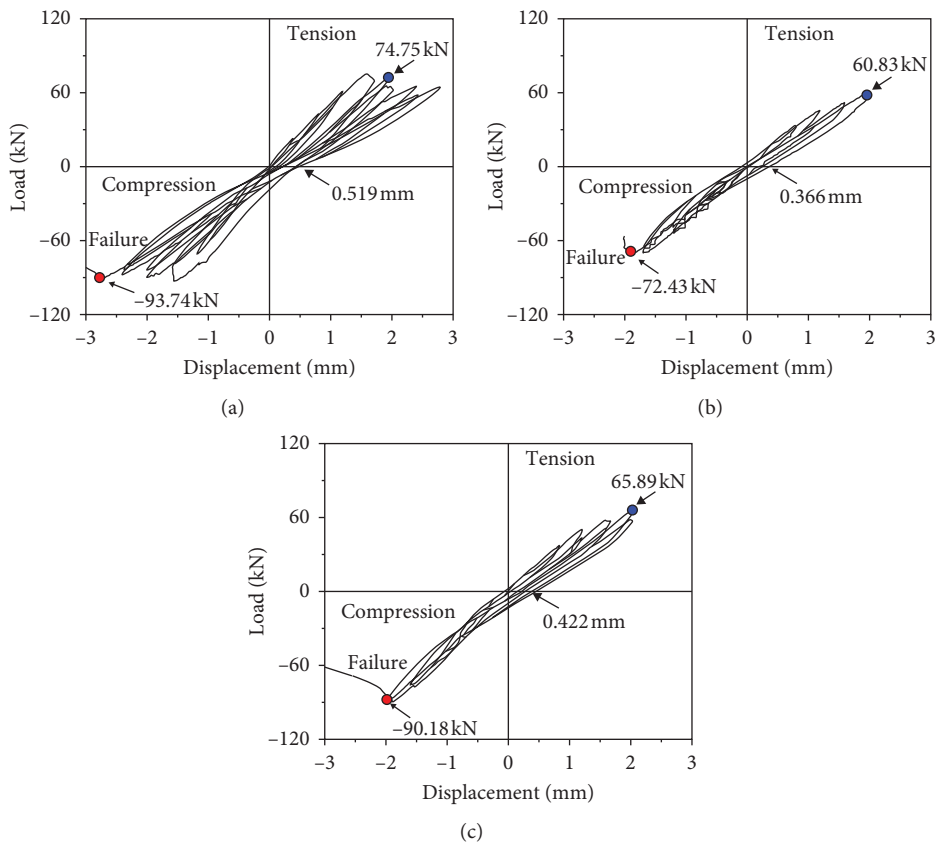 120
60
0
−60
−120
Load (kN)
Tension
74.75 kN
Compression
0.519 mm
Failure
−93.74 kN
−3 −2 −1 0 1 2 3
Displacement (mm)
(a)
120
60
0
−60
−120
Load (kN)
Tension
60.83 kN
Compression
0.366 mm
Failure
−72.43 kN
−3 −2 −1 0 1 2 3
Displacement (mm)
(b)
120
60
0
−60
−120
Load (kN)
Tension
65.89 kN
Compression
0.422 mm
Failure
−90.18 kN
−3 −2 −1 0 1 2 3
Displacement (mm)
(c)